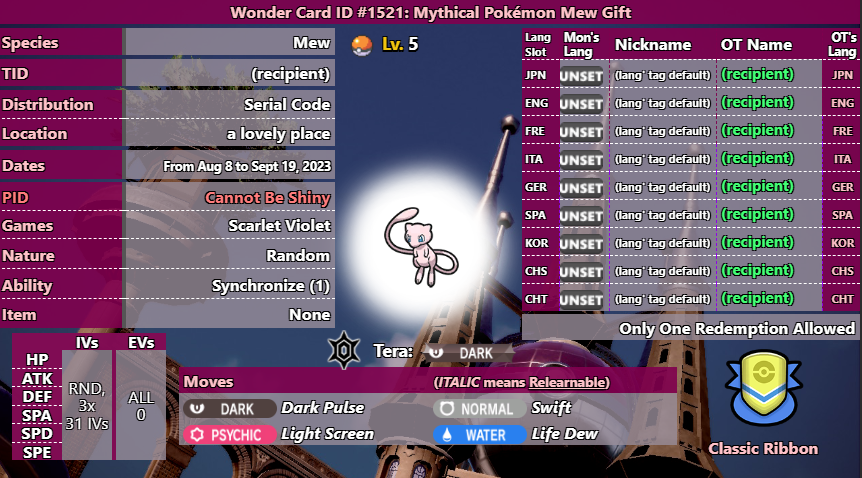 Wonder Card ID #1521: Mythical Pokémon Mew Gift
Species Mew
TID (recipient)
Distribution Serial Code
Location a lovely place
Dates From Aug 8 to Sept 19, 2023
PID Cannot Be Shiny
Games Scarlet Violet
Nature Random
Ability Synchronize (1)
Item None
Lv. 5
Lang Slot Mon's Lang Nickname OT Name OT's Lang
JPN UNSET (lang` tag default) (recipient) JPN
ENG UNSET (lang` tag default) (recipient) ENG
FRE UNSET (lang` tag default) (recipient) FRE
ITA UNSET (lang` tag default) (recipient) ITA
GER UNSET (lang` tag default) (recipient) GER
SPA UNSET (lang` tag default) (recipient) SPA
KOR UNSET (lang` tag default) (recipient) KOR
CHS UNSET (lang` tag default) (recipient) CHS
CHT UNSET (lang` tag default) (recipient) CHT
Only One Redemption Allowed
IVs EVs
HP
ATK
DEF
SPA
SPD
SPE
RND,
3x
31 IVs
ALL
0
Tera: DARK
Moves (ITALIC means Relearnable)
DARK Dark Pulse NORMAL Swift
PSYCHIC Light Screen WATER Life Dew
Classic Ribbon